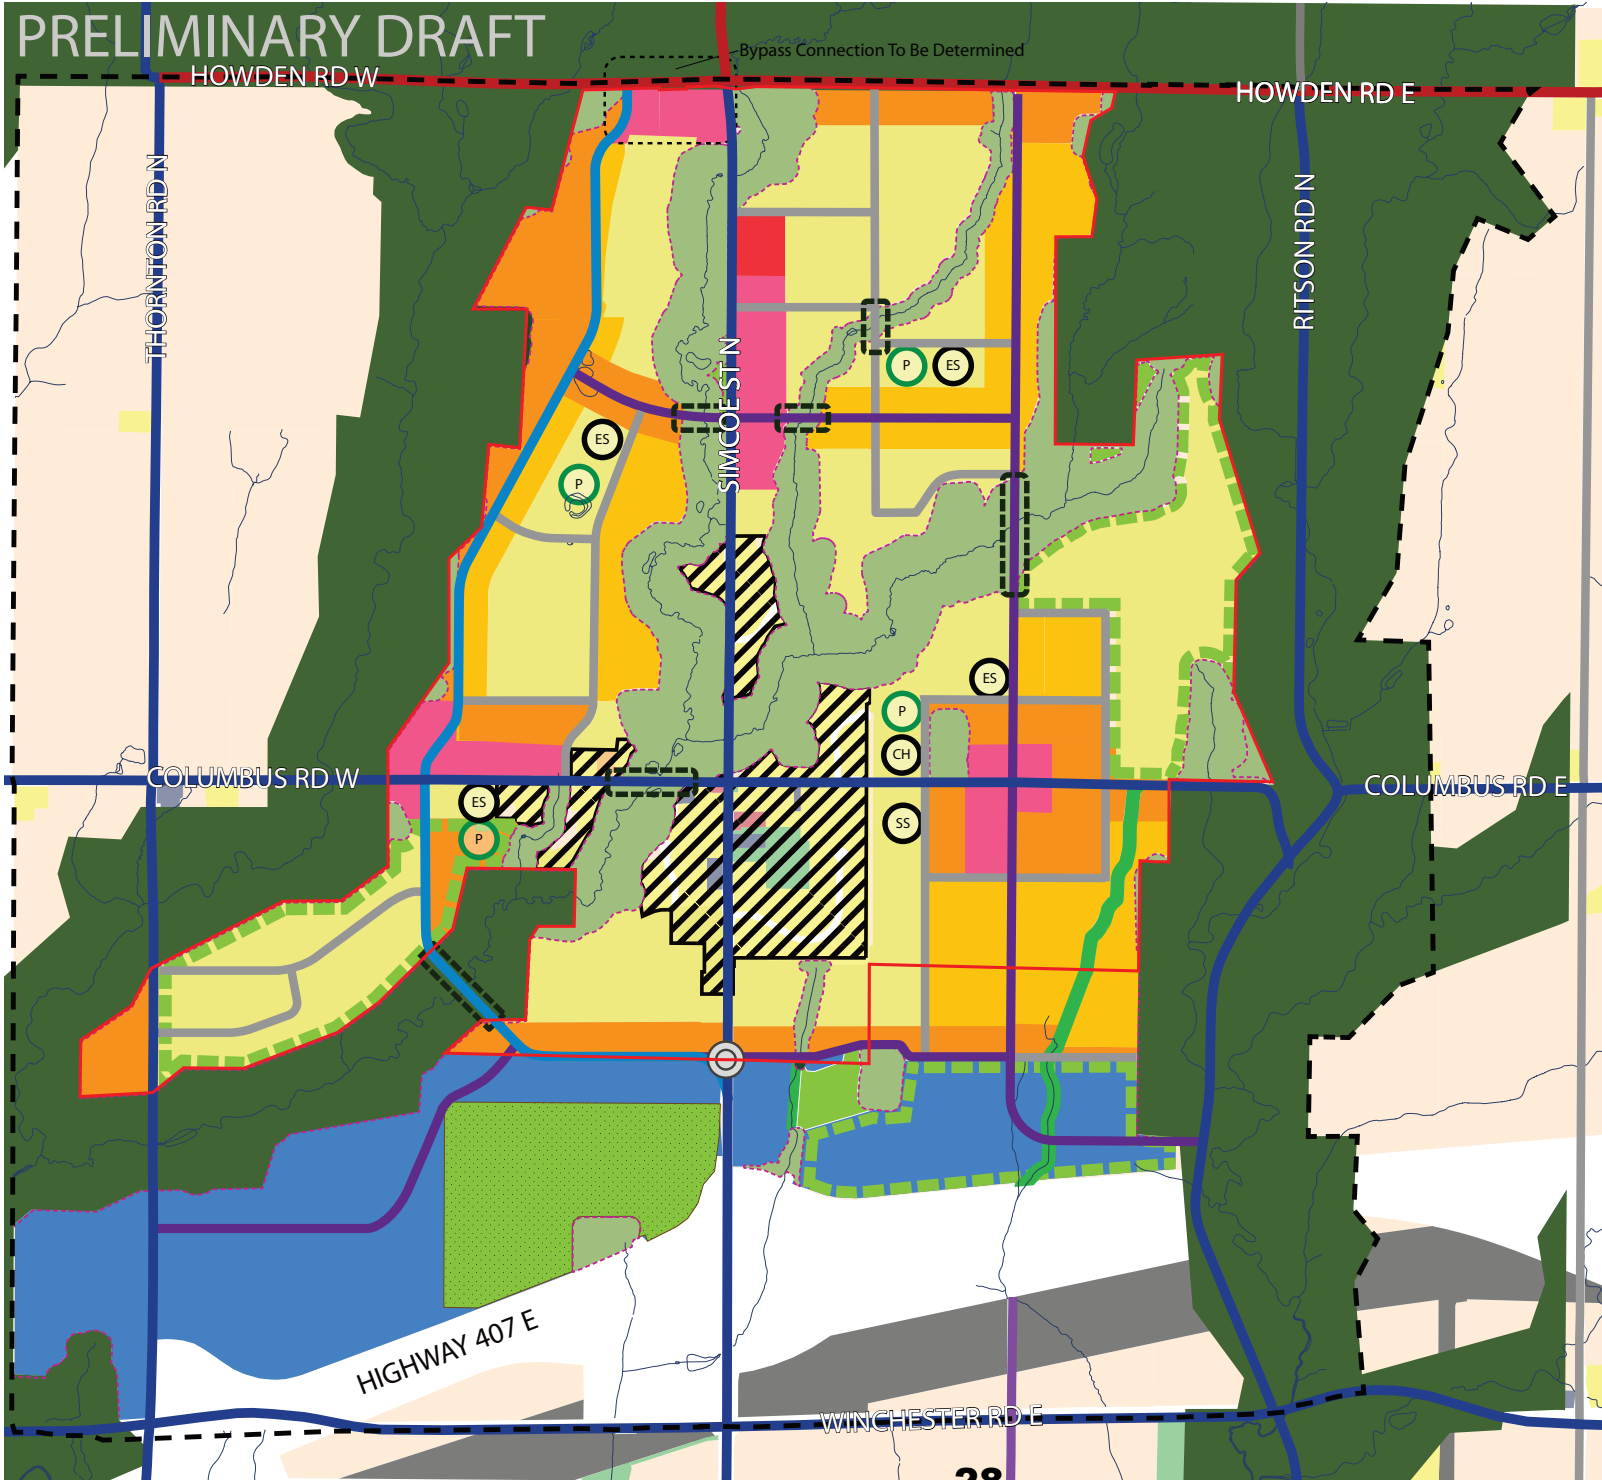 PRELIMINARY DRAFT
Bypass Connection To Be Determined
HOWDEN RD W
HOWDEN RD E
THORNTON RD N
RITSON RD N
SIMCOE ST N
P
ES
ES
P
ES
P
CH
COLUMBUS RD W
COLUMBUS RD E
ES
SS
P
HIGHWAY 407 E
WINCHESTER RD E
28